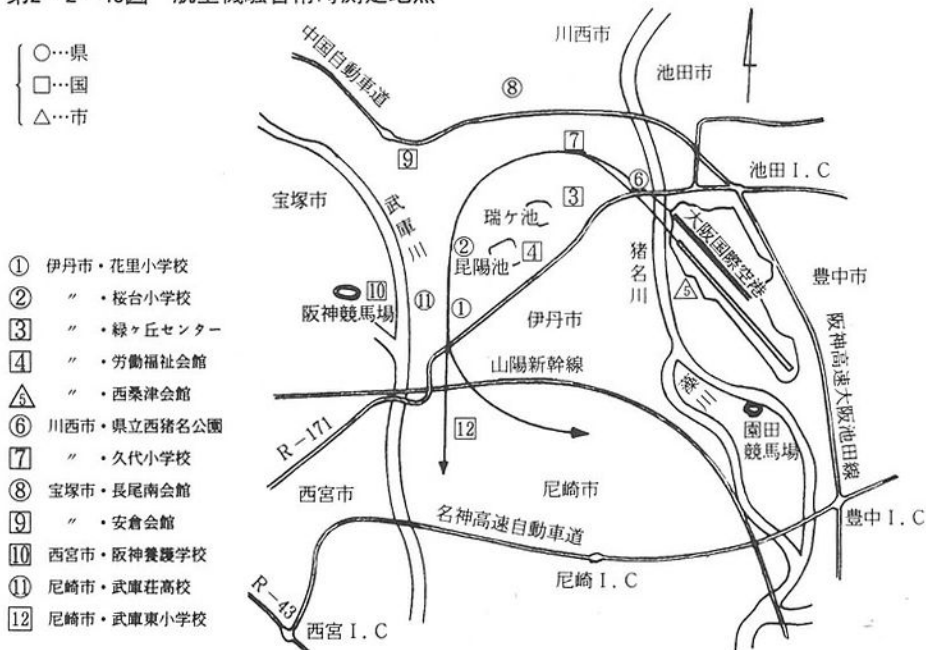 ○…県
□…国
△…市
① 伊丹市・花里小学校
② 〃 ・桜台小学校
3 〃 ・緑ヶ丘センター
4 〃 ・労働福祉会館
5 〃 ・西桑津会館
⑥ 川西市・県立西猪名公園
7 〃 ・久代小学校
⑧ 宝塚市・長尾南会館
9 〃 ・安倉会館
10 西宮市・阪神養護学校
⑪ 尼崎市・武庫荘高校
12 尼崎市・武庫東小学校
川西市
中国自動車道
池田市
⑧
7
9
池田I.C
⑥
宝塚市
武庫川
3
瑞ケ池
大阪国際空港
②
4
昆陽池
猪名川
豊中市
5
10
⑪
阪神競馬場
①
伊丹市
山陽新幹線
阪神高速大阪池田線
園田
競馬場
R-171
12
西宮市
尼崎市
名神高速自動車道
豊中I.C
尼崎I.C
R-43
西宮I.C